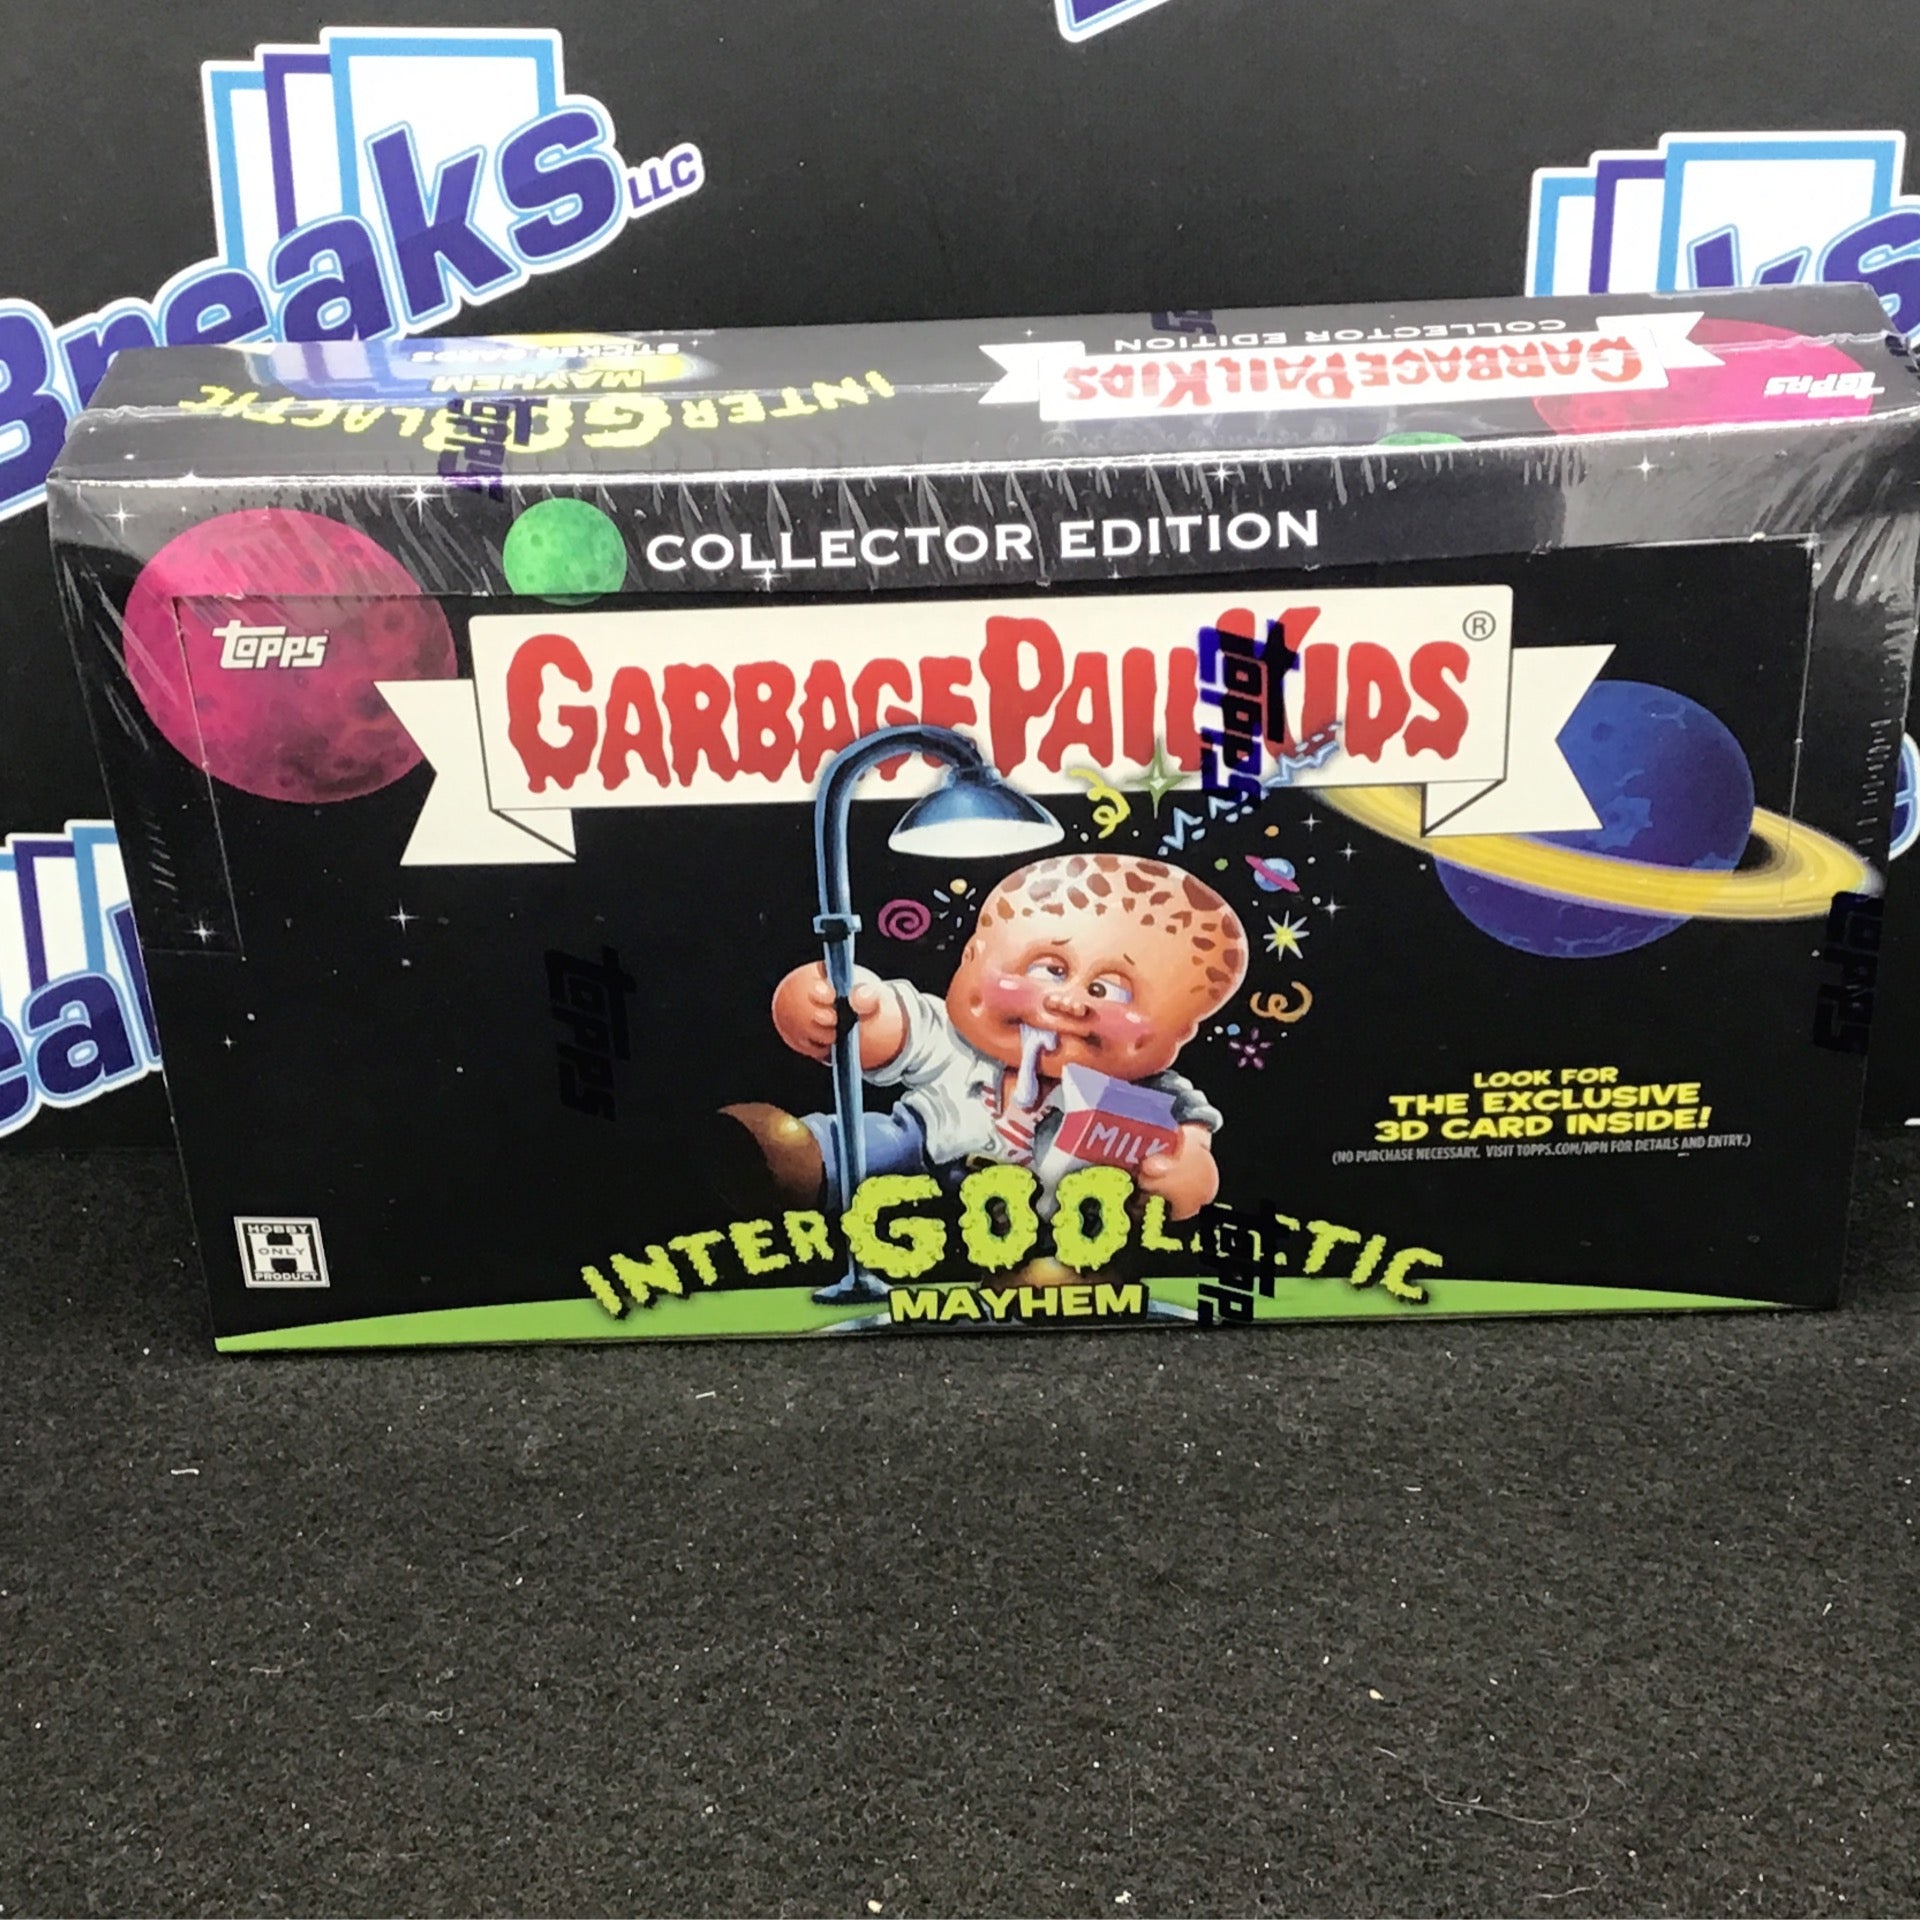 Breaks LLC
COLLECTOR EDITION
GARBAGE PAIL KIDS
TOPPS
INTERGOOLACTIC
MAYHEM
STICKER CARDS
COLLECTOR EDITION
TOPPS
GARBAGE PAIL KIDS ®
MILK
LOOK FOR
THE EXCLUSIVE
3D CARD INSIDE!
(NO PURCHASE NECESSARY. VISIT TOPPS.COM/NPN FOR DETAILS AND ENTRY.)
HOBBY
H
ONLY
PRODUCT
INTERGOOLACTIC
MAYHEM
TOPPS
TOPPS
TOPPS
TOPPS
TOPPS